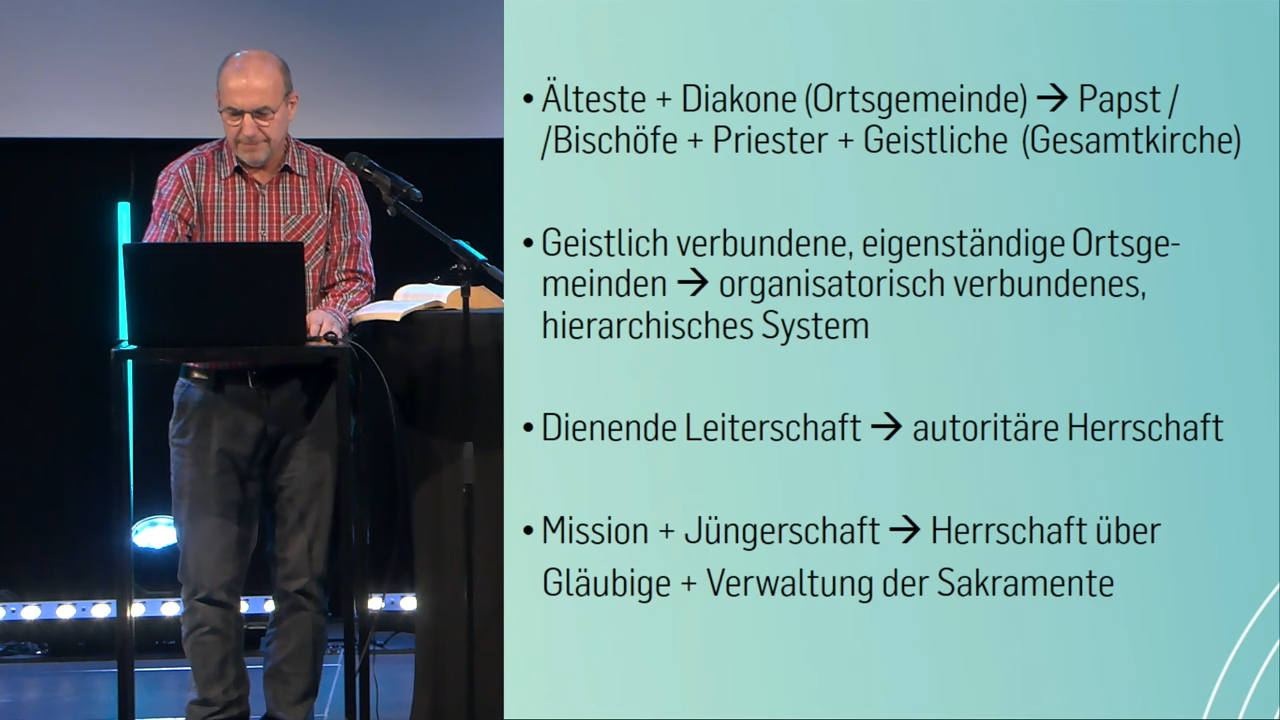 • Älteste + Diakone (Ortsgemeinde) → Papst /
/Bischöfe + Priester + Geistliche (Gesamtkirche)
• Geistlich verbundene, eigenständige Ortsge-
meinden → organisatorisch verbundenes,
hierarchisches System
• Dienende Leiterschaft → autoritäre Herrschaft
• Mission + Jüngerschaft → Herrschaft über
Gläubige + Verwaltung der Sakramente